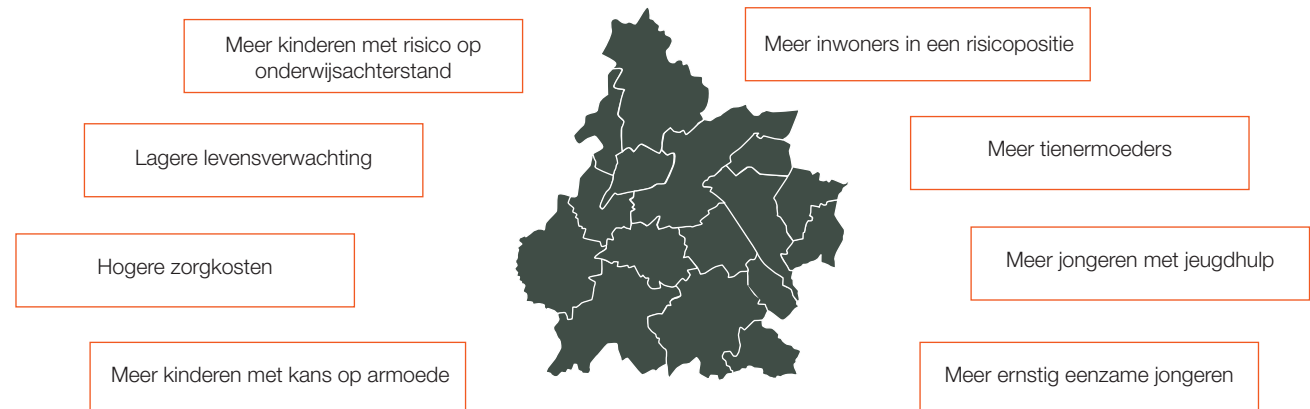 Meer kinderen met risico op
onderwijsachterstand
Meer inwoners in een risicopositie
Lagere levensverwachting
Meer tienermoeders
Hogere zorgkosten
Meer jongeren met jeugdhulp
Meer kinderen met kans op armoede
Meer ernstig eenzame jongeren